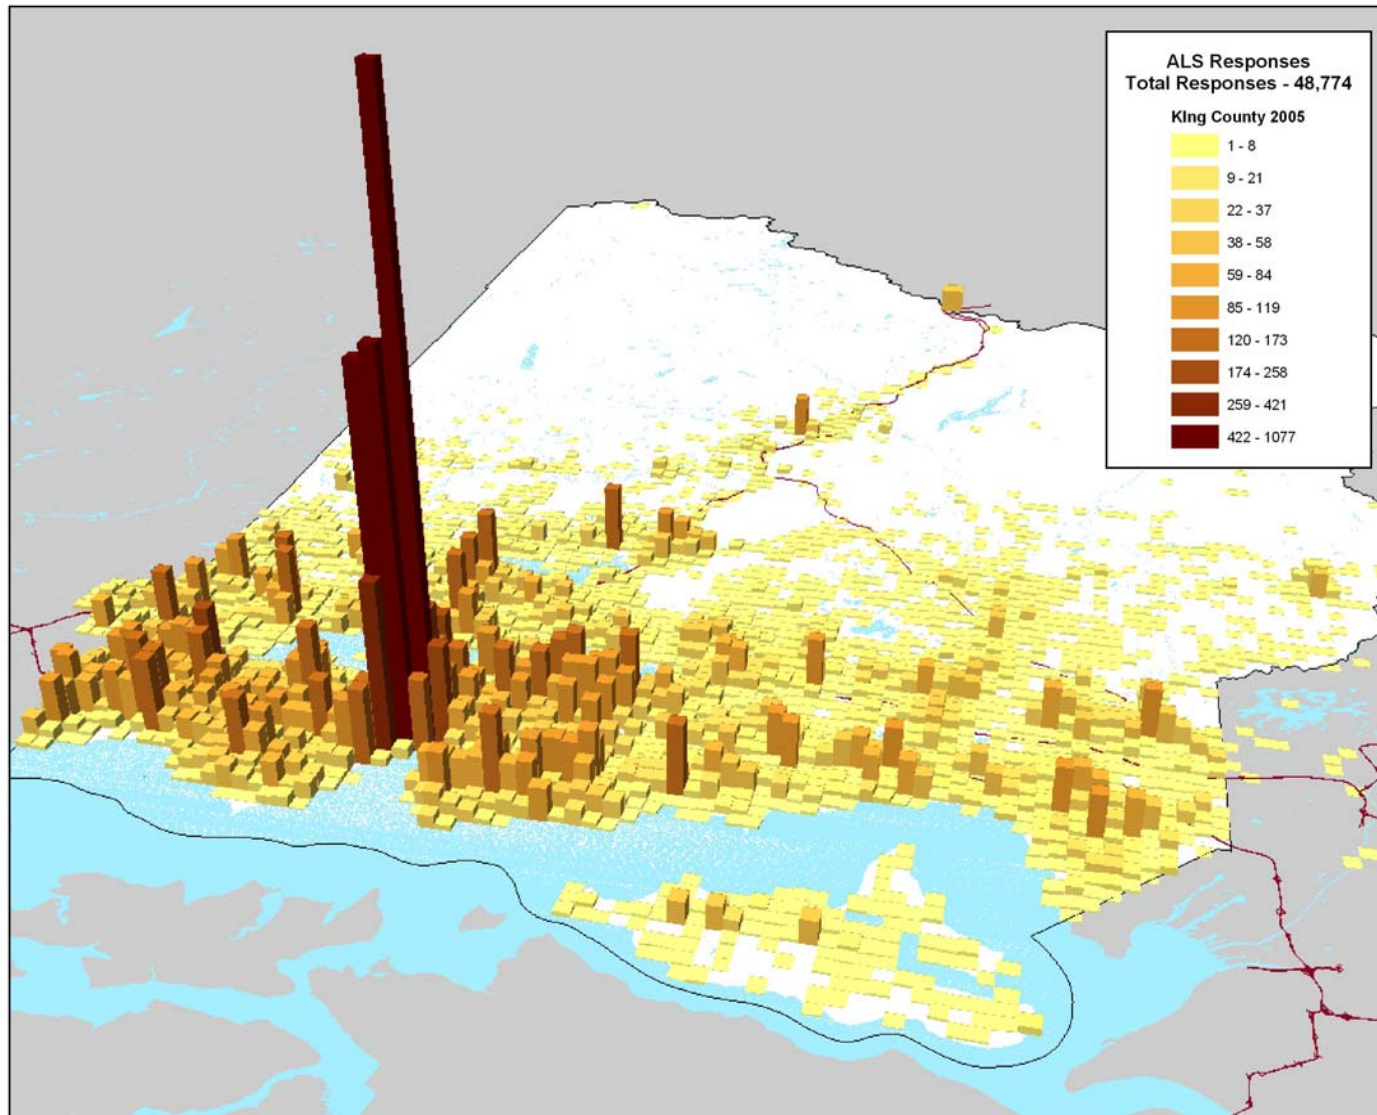 ALS Responses
Total Responses - 48,774
KIng County 2005
1 - 8
9 - 21
22 - 37
38 - 58
59 - 84
85 - 119
120 - 173
174 - 258
259 - 421
422 - 1077